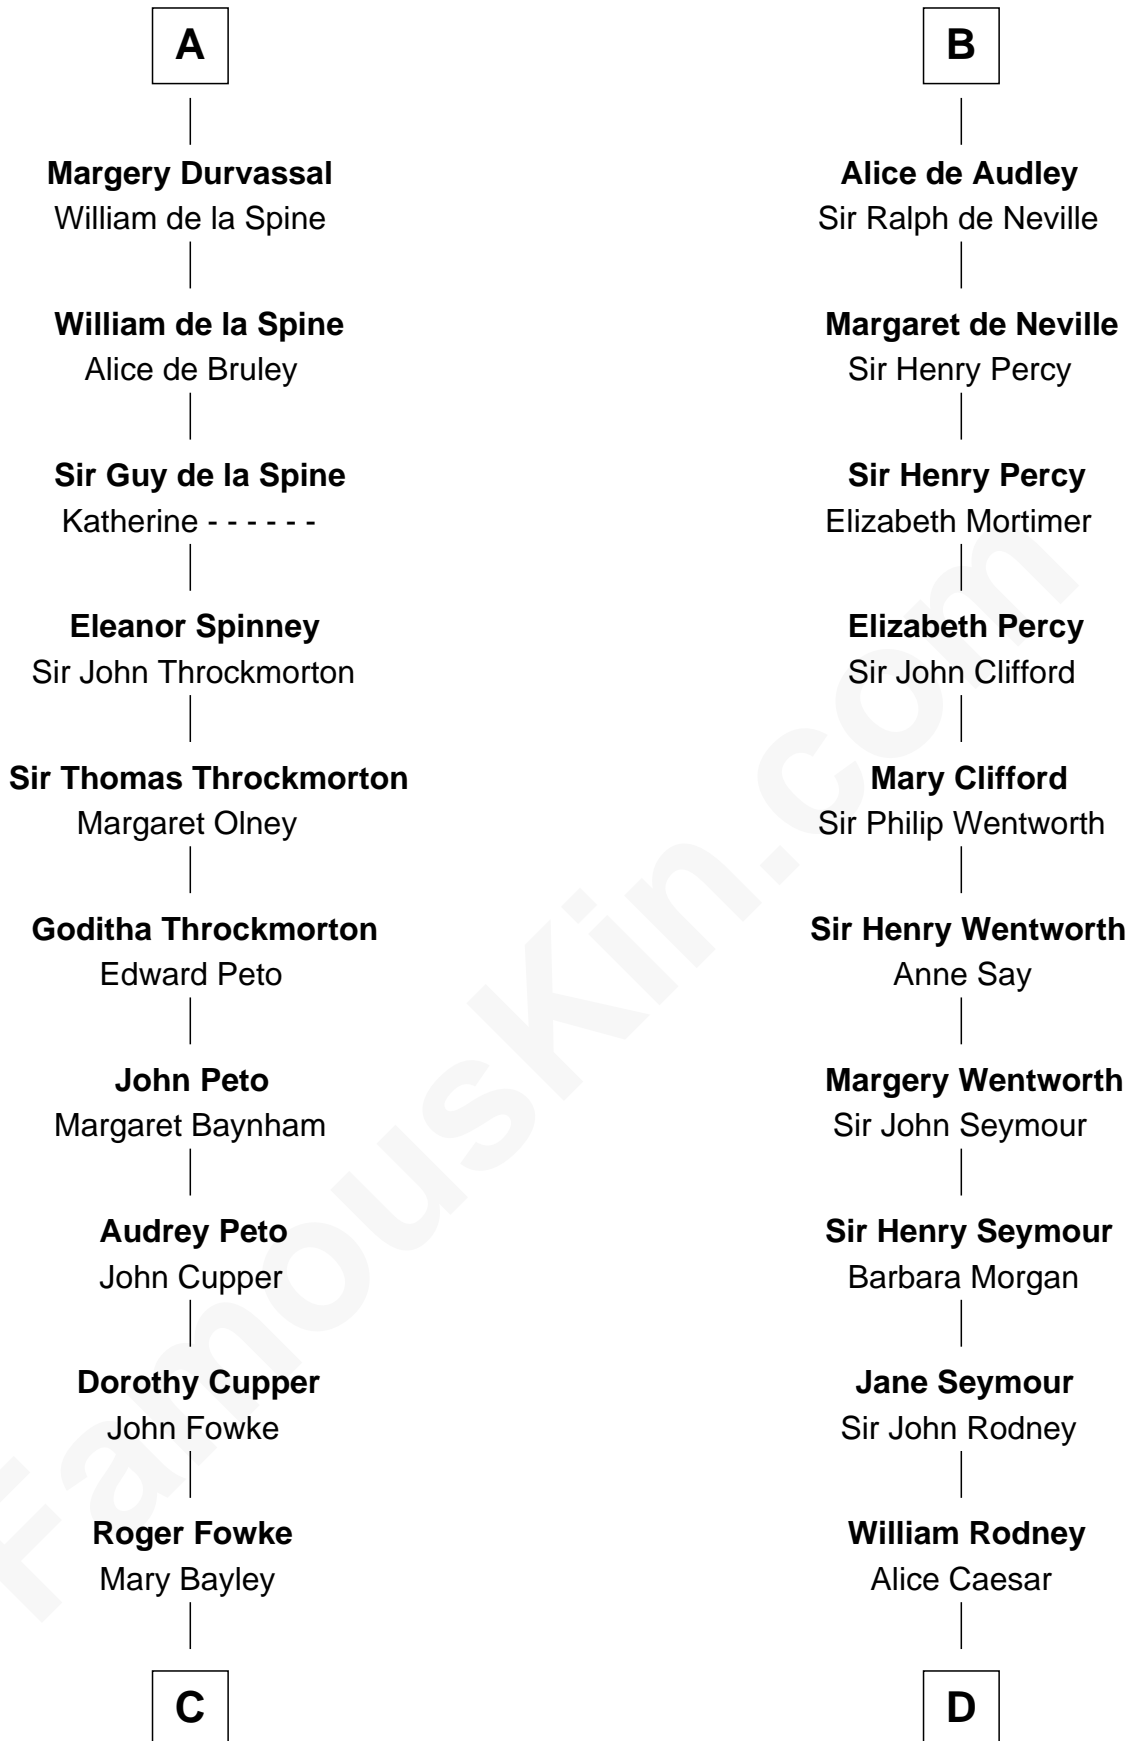 A
Margery Durvassal
William de la Spine
William de la Spine
Alice de Bruley
Sir Guy de la Spine
Katherine - - - - - -
Eleanor Spinney
Sir John Throckmorton
Sir Thomas Throckmorton
Margaret Olney
Goditha Throckmorton
Edward Peto
John Peto
Margaret Baynham
Audrey Peto
John Cupper
Dorothy Cupper
John Fowke
Roger Fowke
Mary Bayley
C
B
Alice de Audley
Sir Ralph de Neville
Margaret de Neville
Sir Henry Percy
Sir Henry Percy
Elizabeth Mortimer
Elizabeth Percy
Sir John Clifford
Mary Clifford
Sir Philip Wentworth
Sir Henry Wentworth
Anne Say
Margery Wentworth
Sir John Seymour
Sir Henry Seymour
Barbara Morgan
Jane Seymour
Sir John Rodney
William Rodney
Alice Caesar
D
FamousKin.com